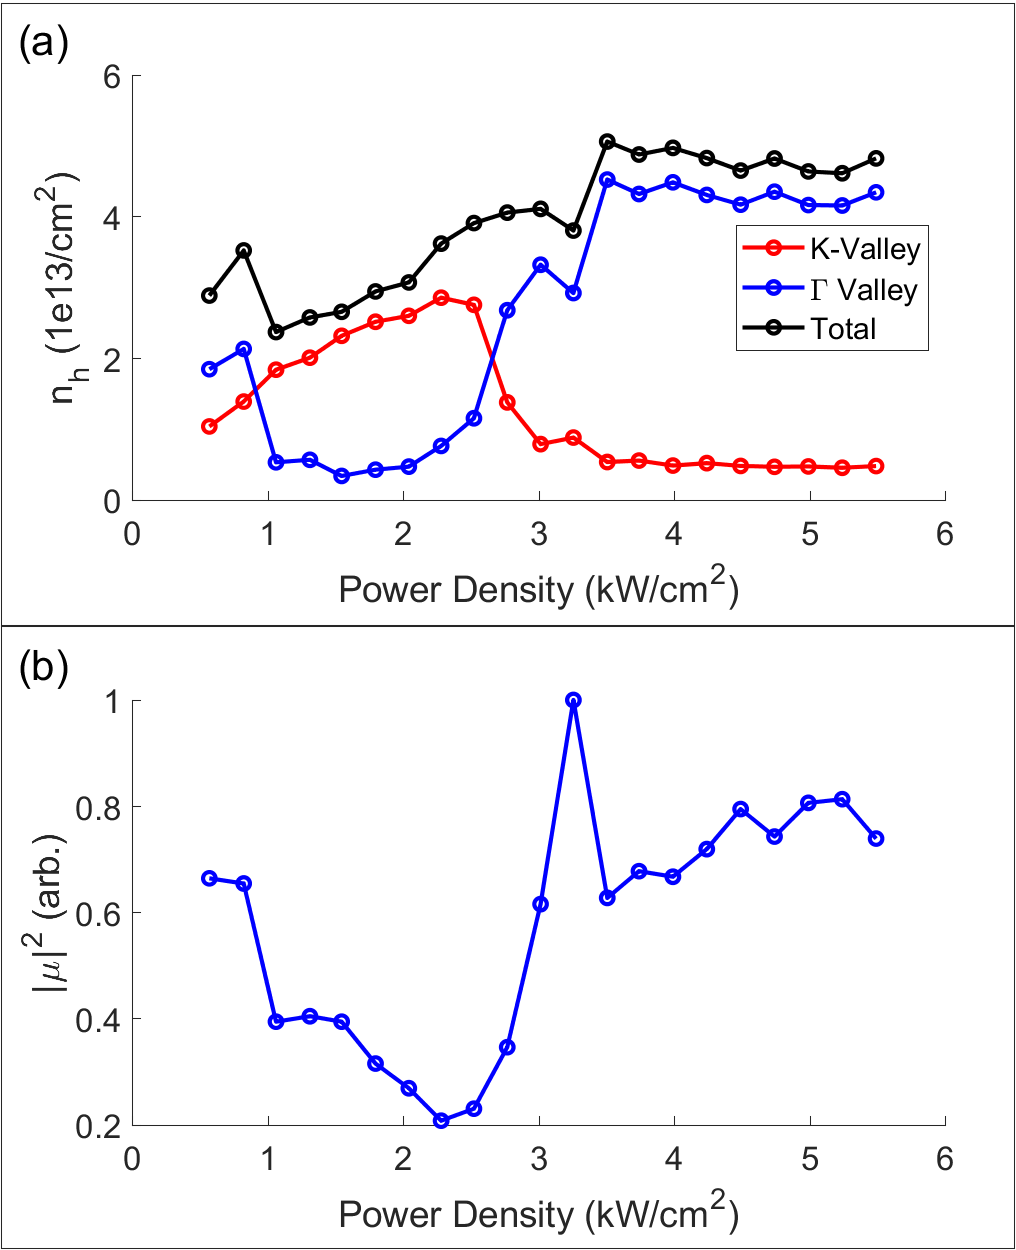 (a)
6
4
2
0
n_h (1e13/cm^2)
0 1 2 3 4 5 6
Power Density (kW/cm^2)
K-Valley
Γ Valley
Total
(b)
1
0.8
0.6
0.4
0.2
|μ|^2 (arb.)
0 1 2 3 4 5 6
Power Density (kW/cm^2)